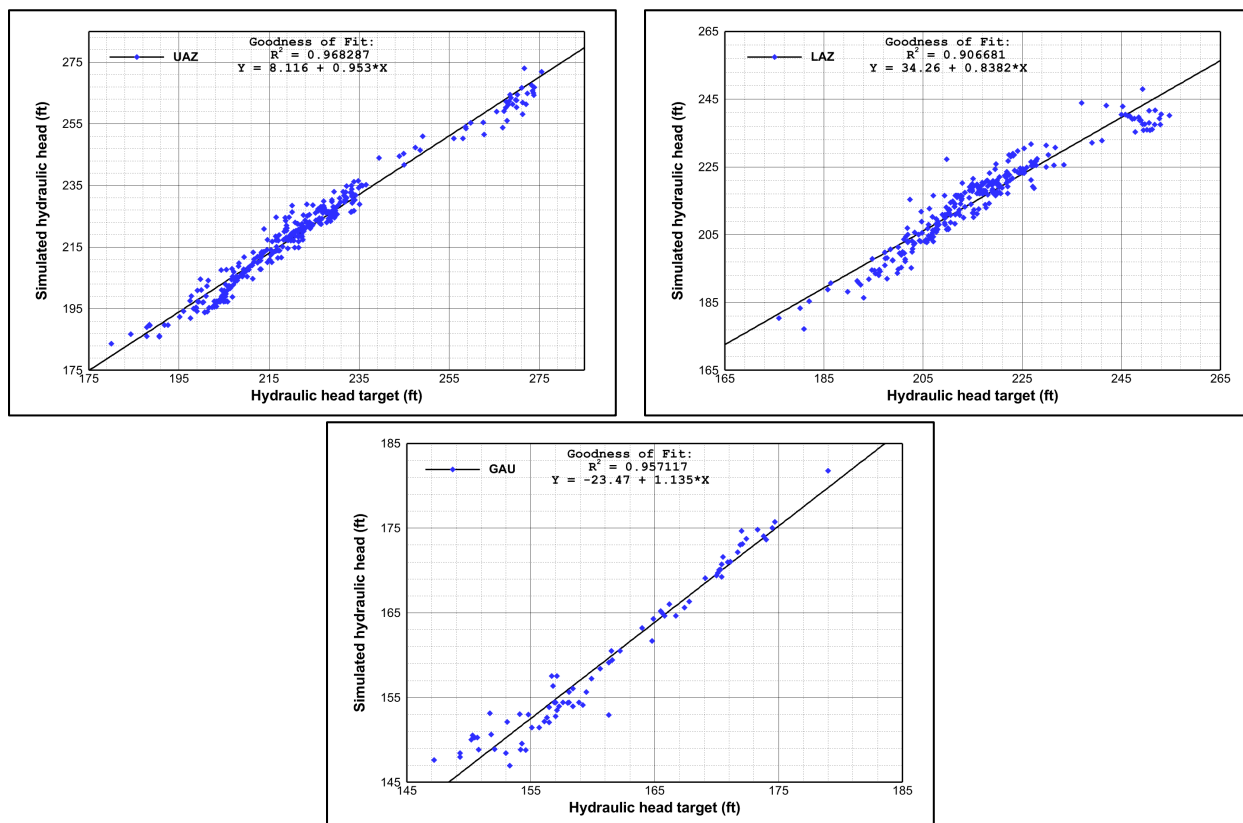 Goodness of Fit:
UAZ
R² = 0.968287
Y = 8.116 + 0.953*X
275
255
235
215
195
175
175 195 215 235 255 275
Simulated hydraulic head (ft)
Hydraulic head target (ft)
Goodness of Fit:
LAZ
R² = 0.906681
Y = 34.26 + 0.8382*X
265
245
225
205
185
165
165 185 205 225 245 265
Simulated hydraulic head (ft)
Hydraulic head target (ft)
Goodness of Fit:
GAU
R² = 0.957117
Y = -23.47 + 1.135*X
185
175
165
155
145
145 155 165 175 185
Simulated hydraulic head (ft)
Hydraulic head target (ft)